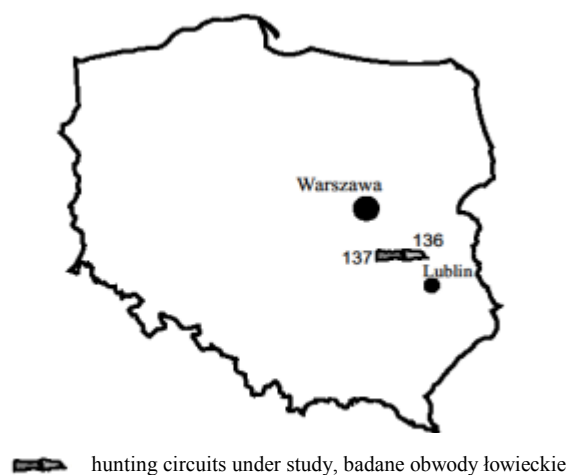 Warszawa
136
137
Lublin
hunting circuits under study, badane obwody łowieckie